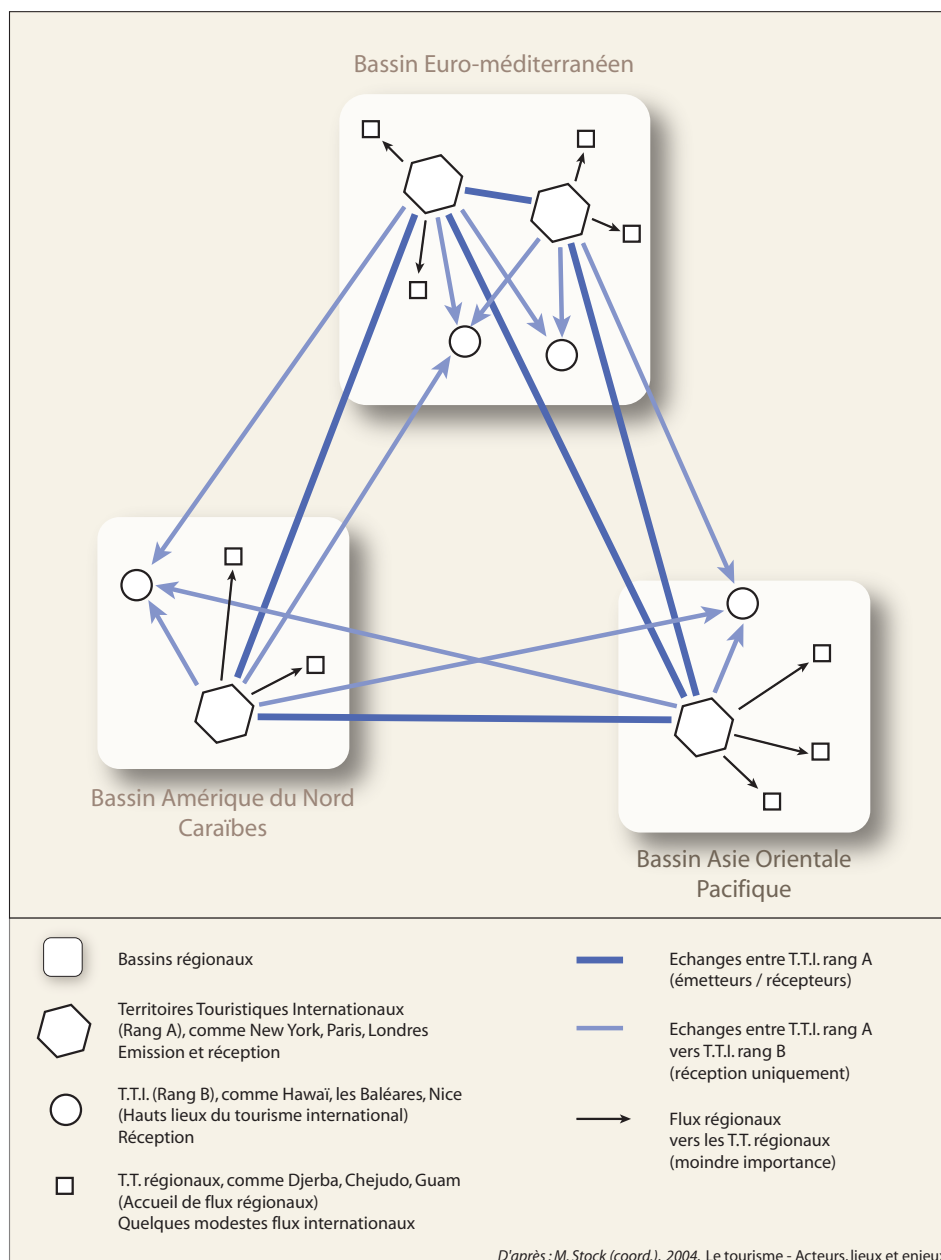 Bassin Euro-méditerranéen
Bassin Amérique du Nord
Caraïbes
Bassin Asie Orientale
Pacifique
Bassins régionaux
Territoires Touristiques Internationaux
(Rang A), comme New York, Paris, Londres
Emission et réception
T.T.I. (Rang B), comme Hawaï, les Baléares, Nice
(Hauts lieux du tourisme international)
Réception
T.T. régionaux, comme Djerba, Chejudo, Guam
(Accueil de flux régionaux)
Quelques modestes flux internationaux
Echanges entre T.T.I. rang A
(émetteurs / récepteurs)
Echanges entre T.T.I. rang A
vers T.T.I. rang B
(réception uniquement)
Flux régionaux
vers les T.T. régionaux
(moindre importance)
D'après : M. Stock (coord.), 2004, Le tourisme - Acteurs, lieux et enjeux